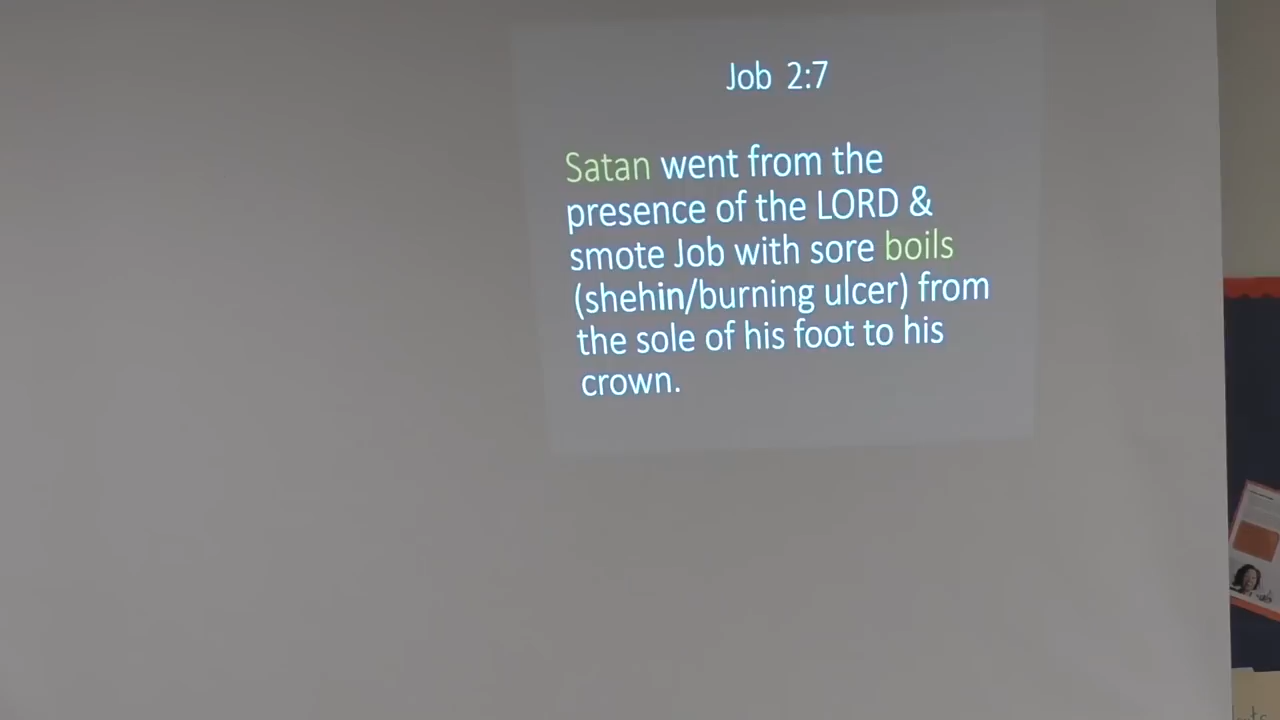 Job 2:7
Satan went from the
presence of the LORD &
smote Job with sore boils
(shehin/burning ulcer) from
the sole of his foot to his
crown.